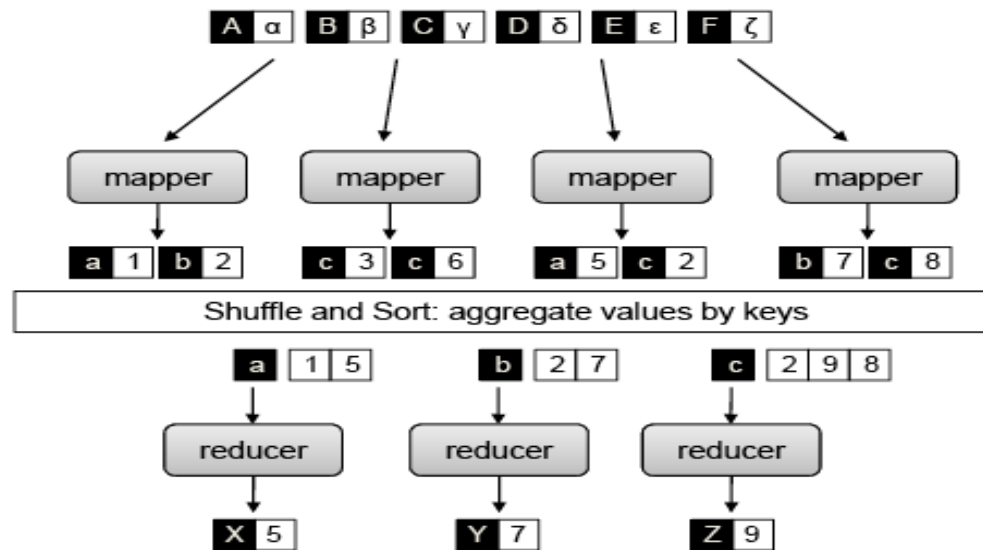 A α B β C γ D δ E ε F ζ
mapper mapper mapper mapper
a 1 b 2 c 3 c 6 a 5 c 2 b 7 c 8
Shuffle and Sort: aggregate values by keys
a 1 5 b 2 7 c 2 9 8
reducer reducer reducer
X 5 Y 7 Z 9